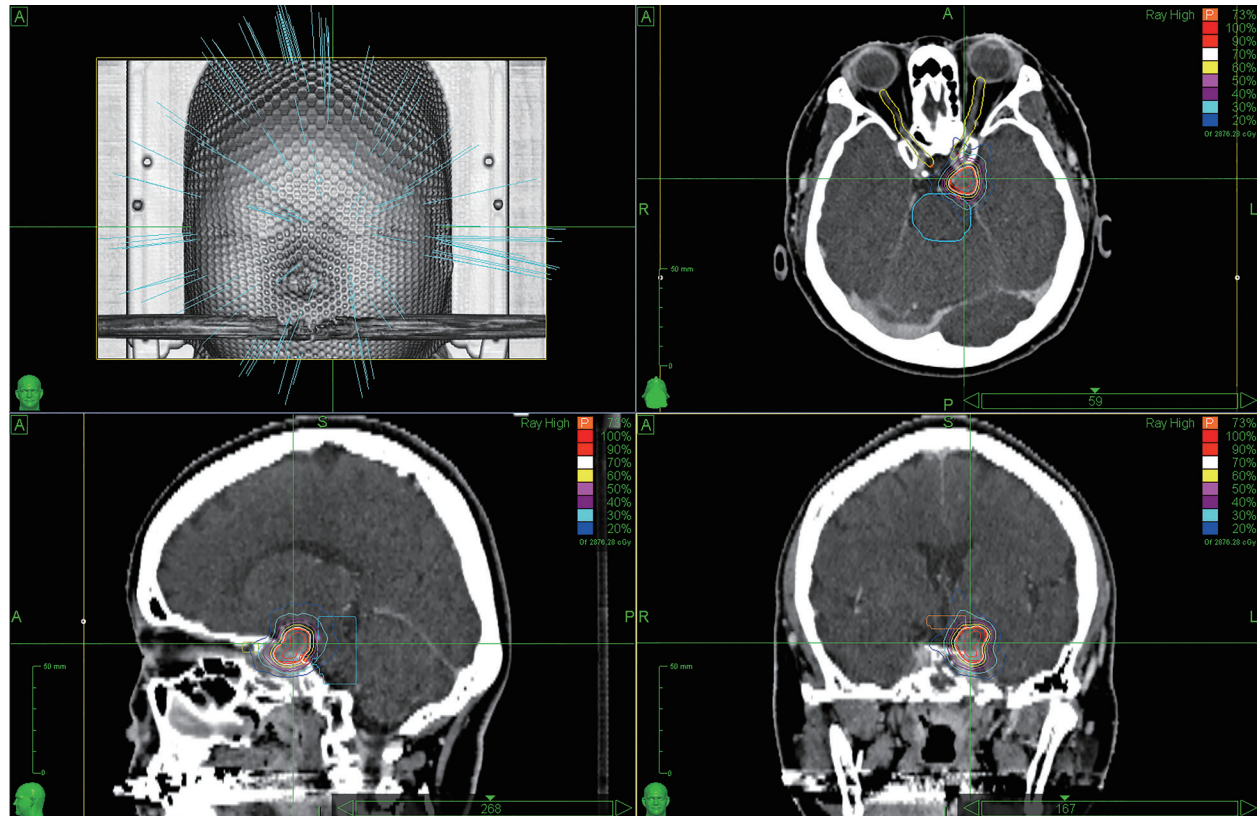 A
A
A
Ray High
P 73%
100%
90%
70%
60%
50%
40%
30%
20%
Of 2876.28 cGy
R
L
50 mm
0
P
59
A
S
Ray High
P 73%
100%
90%
70%
60%
50%
40%
30%
20%
Of 2876.28 cGy
A
P
50 mm
0
I
268
A
S
Ray High
P 73%
100%
90%
70%
60%
50%
40%
30%
20%
Of 2876.28 cGy
R
L
50 mm
0
I
167